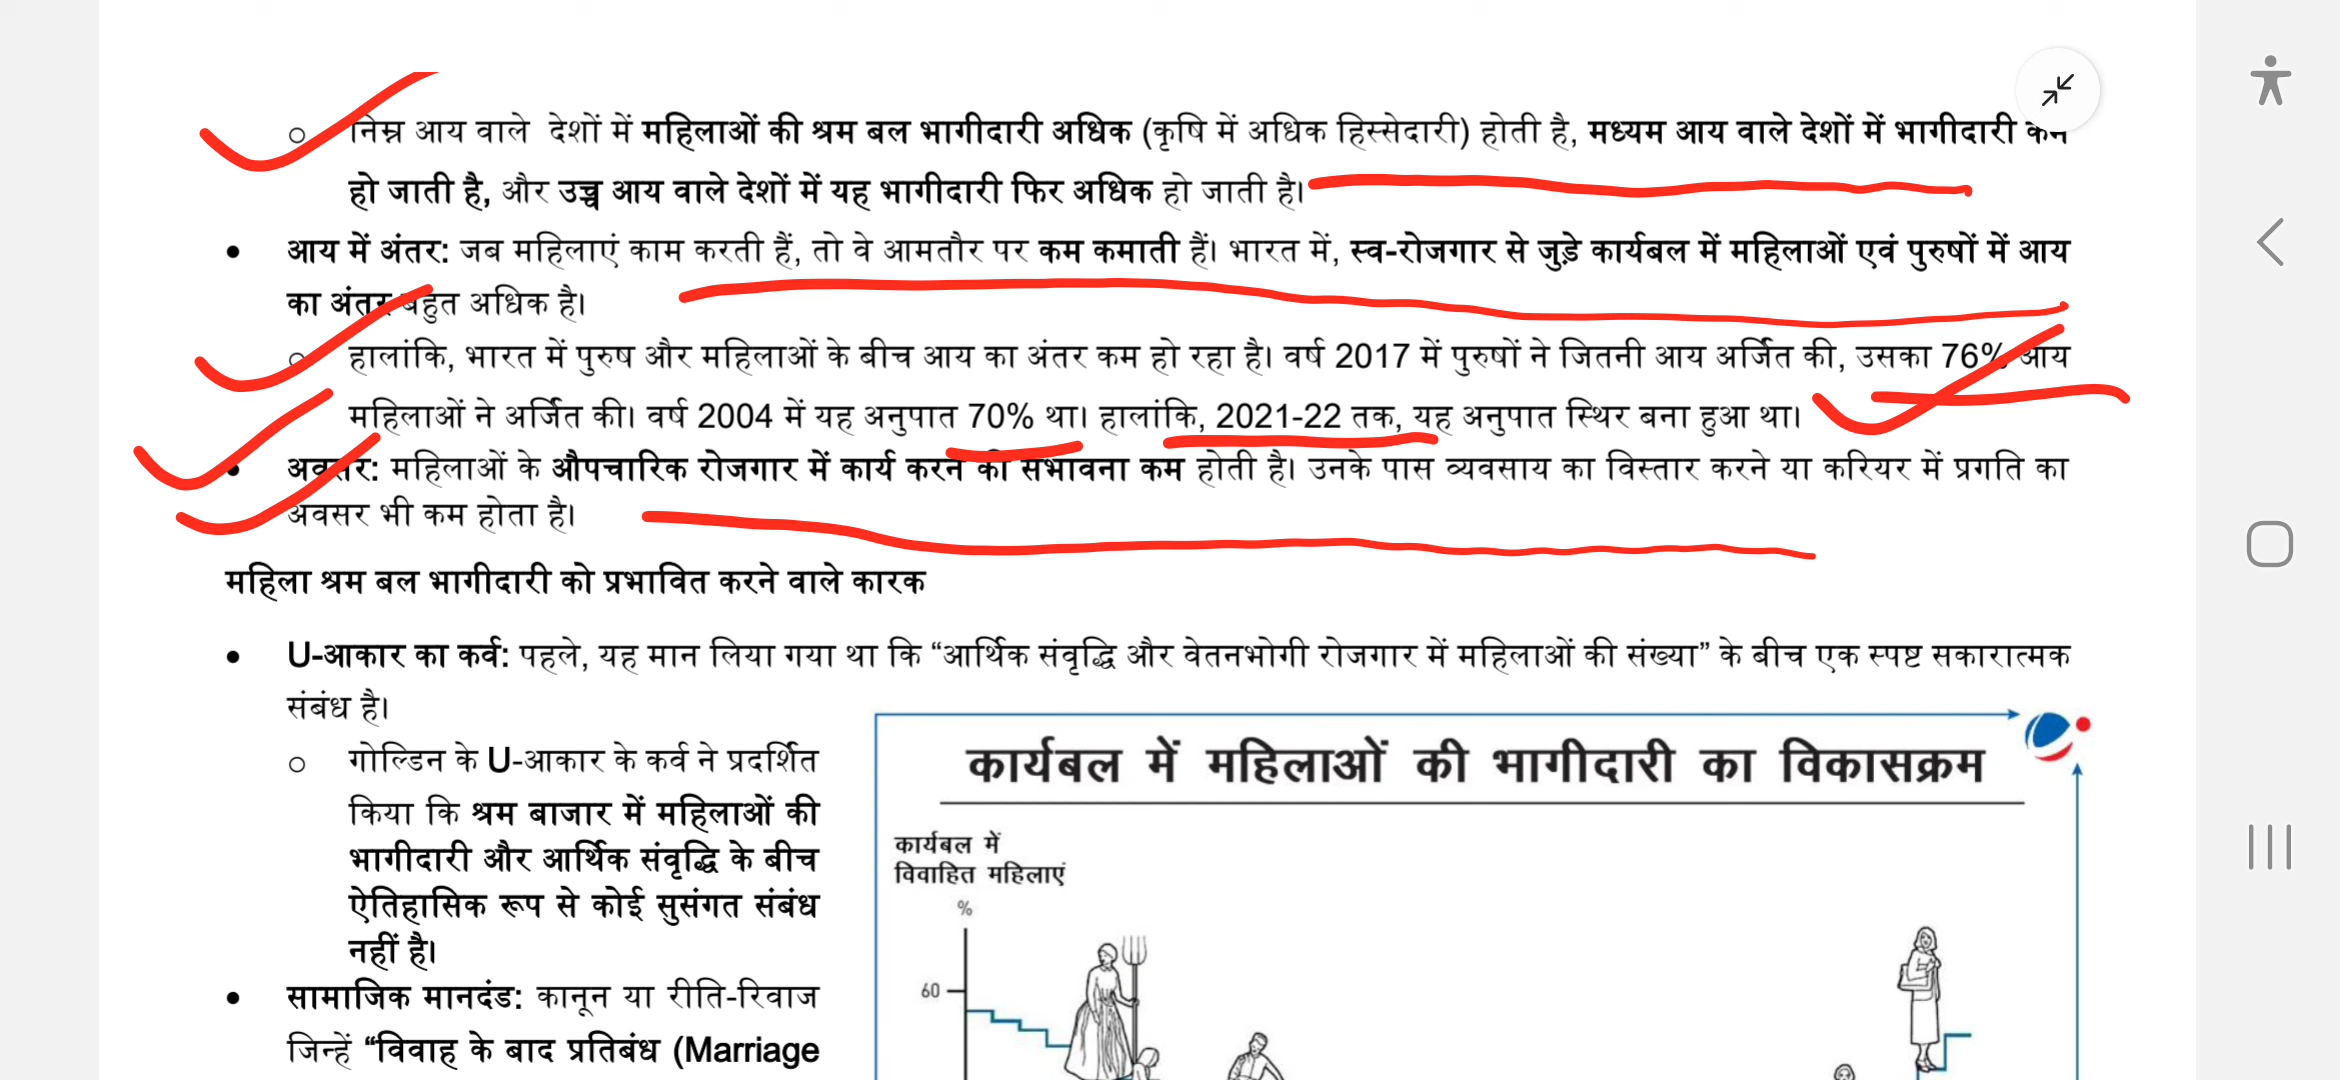 निम्न आय वाले देशों में महिलाओं की श्रम बल भागीदारी अधिक (कृषि में अधिक हिस्सेदारी) होती है, मध्यम आय वाले देशों में भागीदारी कम
हो जाती है, और उच्च आय वाले देशों में यह भागीदारी फिर अधिक हो जाती है।
आय में अंतर: जब महिलाएं काम करती हैं, तो वे आमतौर पर कम कमाती हैं। भारत में, स्व-रोजगार से जुड़े कार्यबल में महिलाओं एवं पुरुषों में आय
का अंतर बहुत अधिक है।
हालांकि, भारत में पुरुष और महिलाओं के बीच आय का अंतर कम हो रहा है। वर्ष 2017 में पुरुषों ने जितनी आय अर्जित की, उसका 76% आय
महिलाओं ने अर्जित की। वर्ष 2004 में यह अनुपात 70% था। हालांकि, 2021-22 तक, यह अनुपात स्थिर बना हुआ था।
अवसर: महिलाओं के औपचारिक रोजगार में कार्य करने की संभावना कम होती है। उनके पास व्यवसाय का विस्तार करने या करियर में प्रगति का
अवसर भी कम होता है।
महिला श्रम बल भागीदारी को प्रभावित करने वाले कारक
U-आकार का कर्व: पहले, यह मान लिया गया था कि “आर्थिक संवृद्धि और वेतनभोगी रोजगार में महिलाओं की संख्या” के बीच एक स्पष्ट सकारात्मक
संबंध है।
गोल्डिन के U-आकार के कर्व ने प्रदर्शित
किया कि श्रम बाजार में महिलाओं की
भागीदारी और आर्थिक संवृद्धि के बीच
ऐतिहासिक रूप से कोई सुसंगत संबंध
नहीं है।
सामाजिक मानदंड: कानून या रीति-रिवाज
जिन्हें “विवाह के बाद प्रतिबंध (Marriage
कार्यबल में महिलाओं की भागीदारी का विकासक्रम
कार्यबल में
विवाहित महिलाएं
%
60